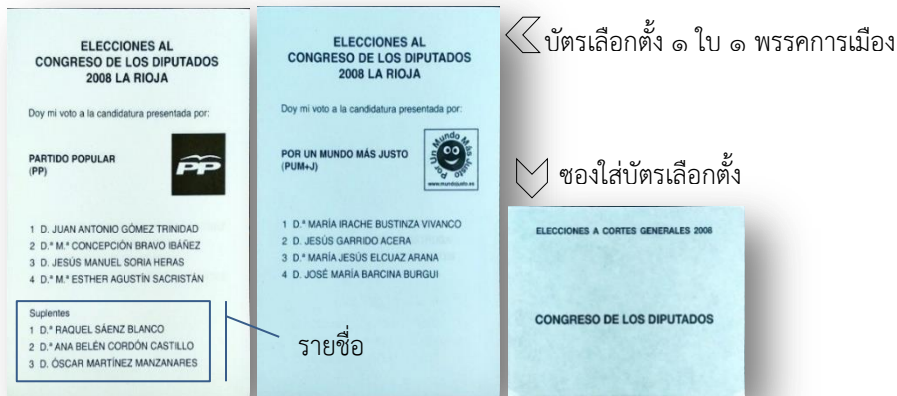 ELECCIONES AL
CONGRESO DE LOS DIPUTADOS
2008 LA RIOJA
Doy mi voto a la candidatura presentada por:
PARTIDO POPULAR
(PP)
PP
1 D. JUAN ANTONIO GÓMEZ TRINIDAD
2 D.ª M.ª CONCEPCIÓN BRAVO IBÁÑEZ
3 D. JESÚS MANUEL SORIA HERAS
4 D.ª M.ª ESTHER AGUSTÍN SACRISTÁN
Suplentes
1 D.ª RAQUEL SÁENZ BLANCO
2 D.ª ANA BELÉN CORDÓN CASTILLO
3 D. ÓSCAR MARTÍNEZ MANZANARES
รายชื่อ
ELECCIONES AL
CONGRESO DE LOS DIPUTADOS
2008 LA RIOJA
Doy mi voto a la candidatura presentada por:
POR UN MUNDO MÁS JUSTO
(PUM+J)
Por Un Mundo Más Justo
www.mundojusto.es
1 D.ª MARÍA IRACHE BUSTINZA VIVANCO
2 D. JESÚS GARRIDO ACERA
3 D.ª MARÍA JESÚS ELCUAZ ARANA
4 D. JOSÉ MARÍA BARCINA BURGUI
บัตรเลือกตั้ง ๑ ใบ ๑ พรรคการเมือง
ซองใส่บัตรเลือกตั้ง
ELECCIONES A CORTES GENERALES 2008
CONGRESO DE LOS DIPUTADOS